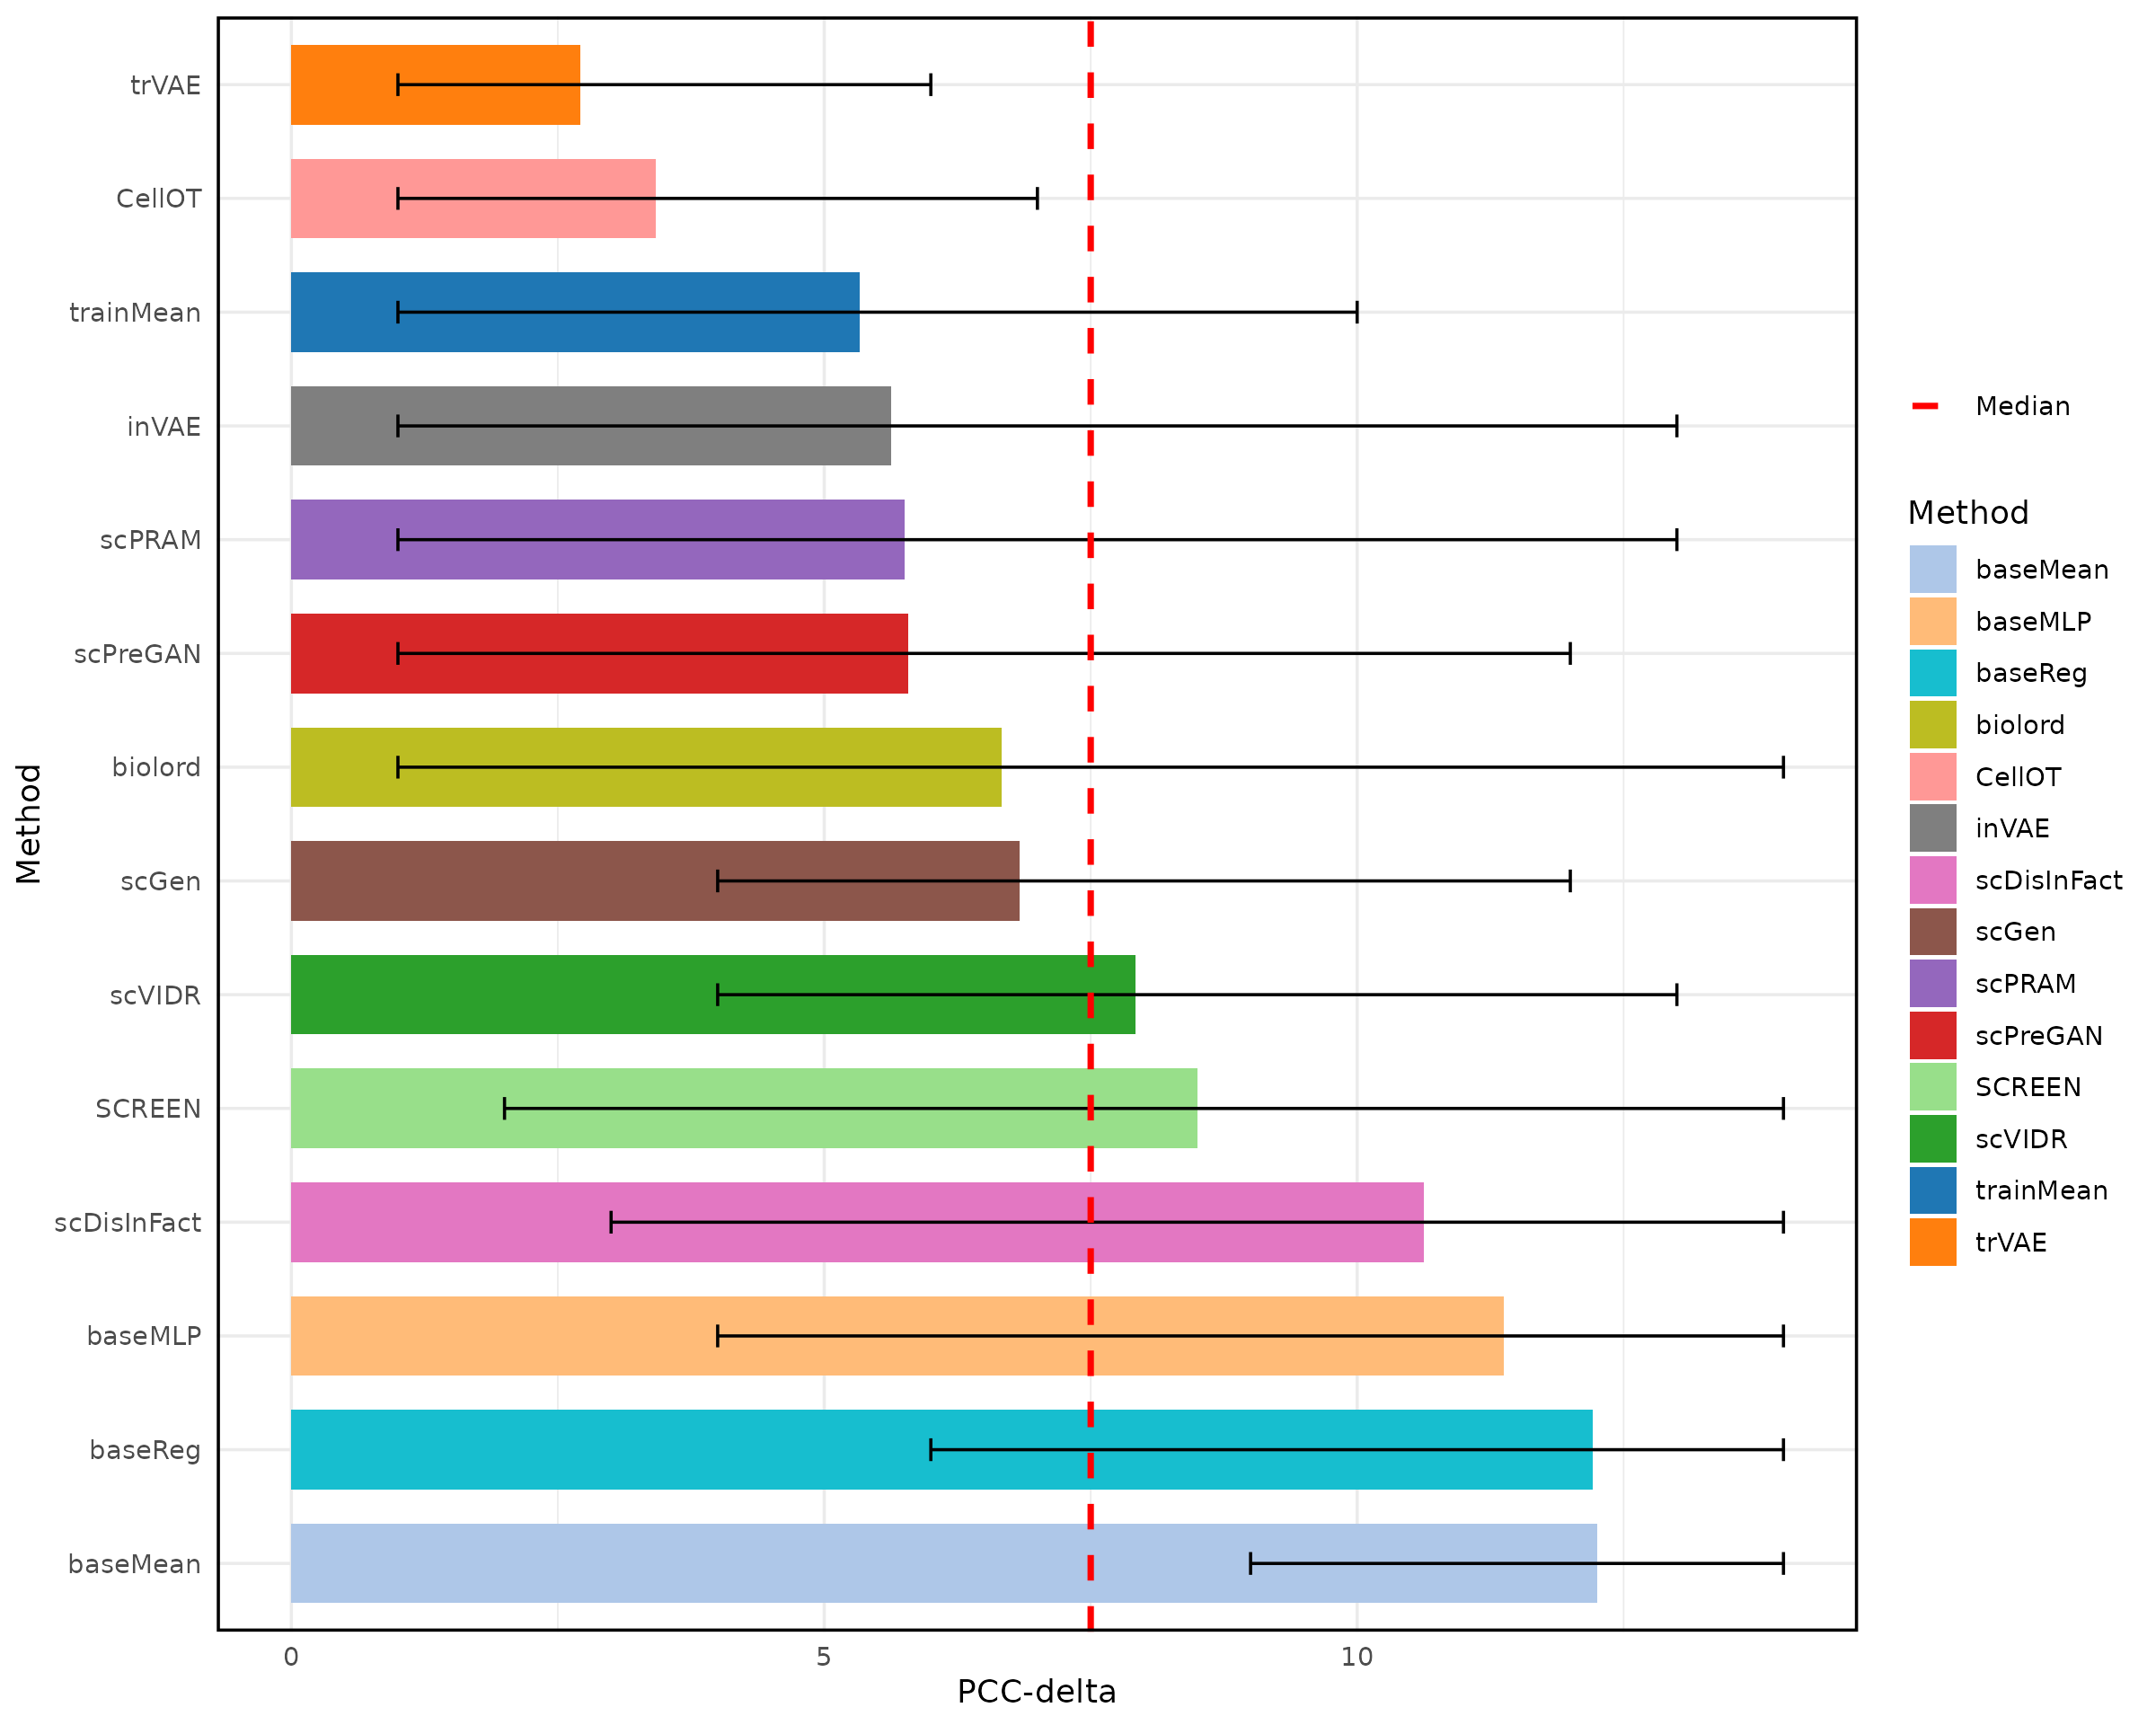 trVAE
CellOT
trainMean
inVAE
scPRAM
scPreGAN
biolord
scGen
scVIDR
SCREEN
scDisInFact
baseMLP
baseReg
baseMean
Method
0 5 10
PCC-delta
Median
Method
baseMean
baseMLP
baseReg
biolord
CellOT
inVAE
scDisInFact
scGen
scPRAM
scPreGAN
SCREEN
scVIDR
trainMean
trVAE